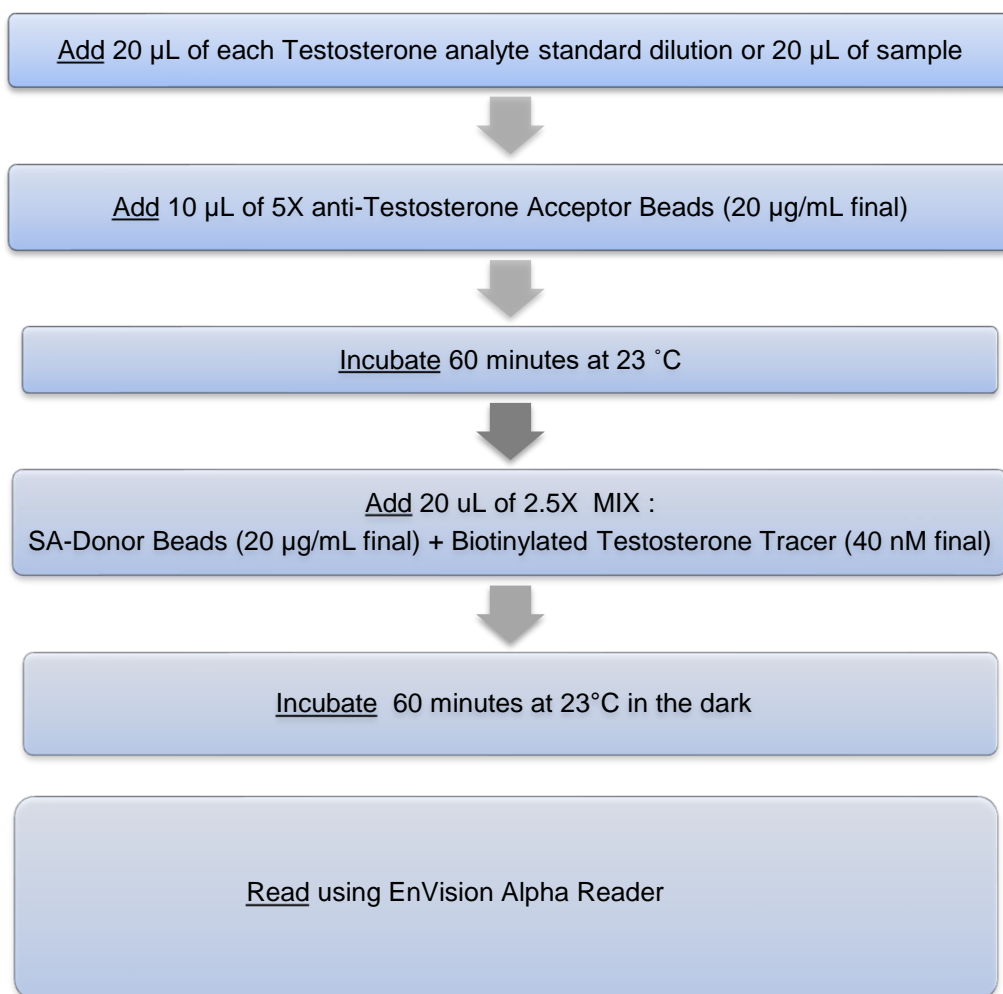 Add 20 µL of each Testosterone analyte standard dilution or 20 µL of sample
Add 10 µL of 5X anti-Testosterone Acceptor Beads (20 µg/mL final)
Incubate 60 minutes at 23 ˚C
Add 20 uL of 2.5X  MIX :
SA-Donor Beads (20 µg/mL final) + Biotinylated Testosterone Tracer (40 nM final)
Incubate  60 minutes at 23°C in the dark
Read using EnVision Alpha Reader